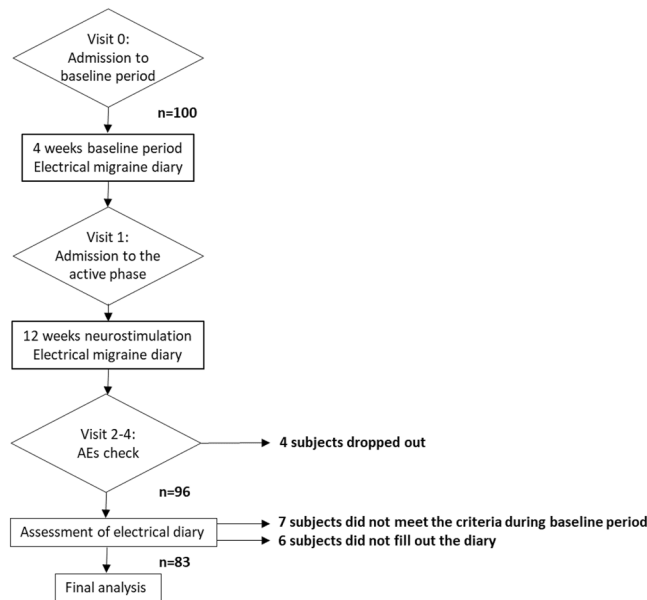 Visit 0:
Admission to
baseline period
n=100
4 weeks baseline period
Electrical migraine diary
Visit 1:
Admission to the
active phase
12 weeks neurostimulation
Electrical migraine diary
Visit 2-4:
AEs check
4 subjects dropped out
n=96
Assessment of electrical diary
7 subjects did not meet the criteria during baseline period
6 subjects did not fill out the diary
n=83
Final analysis